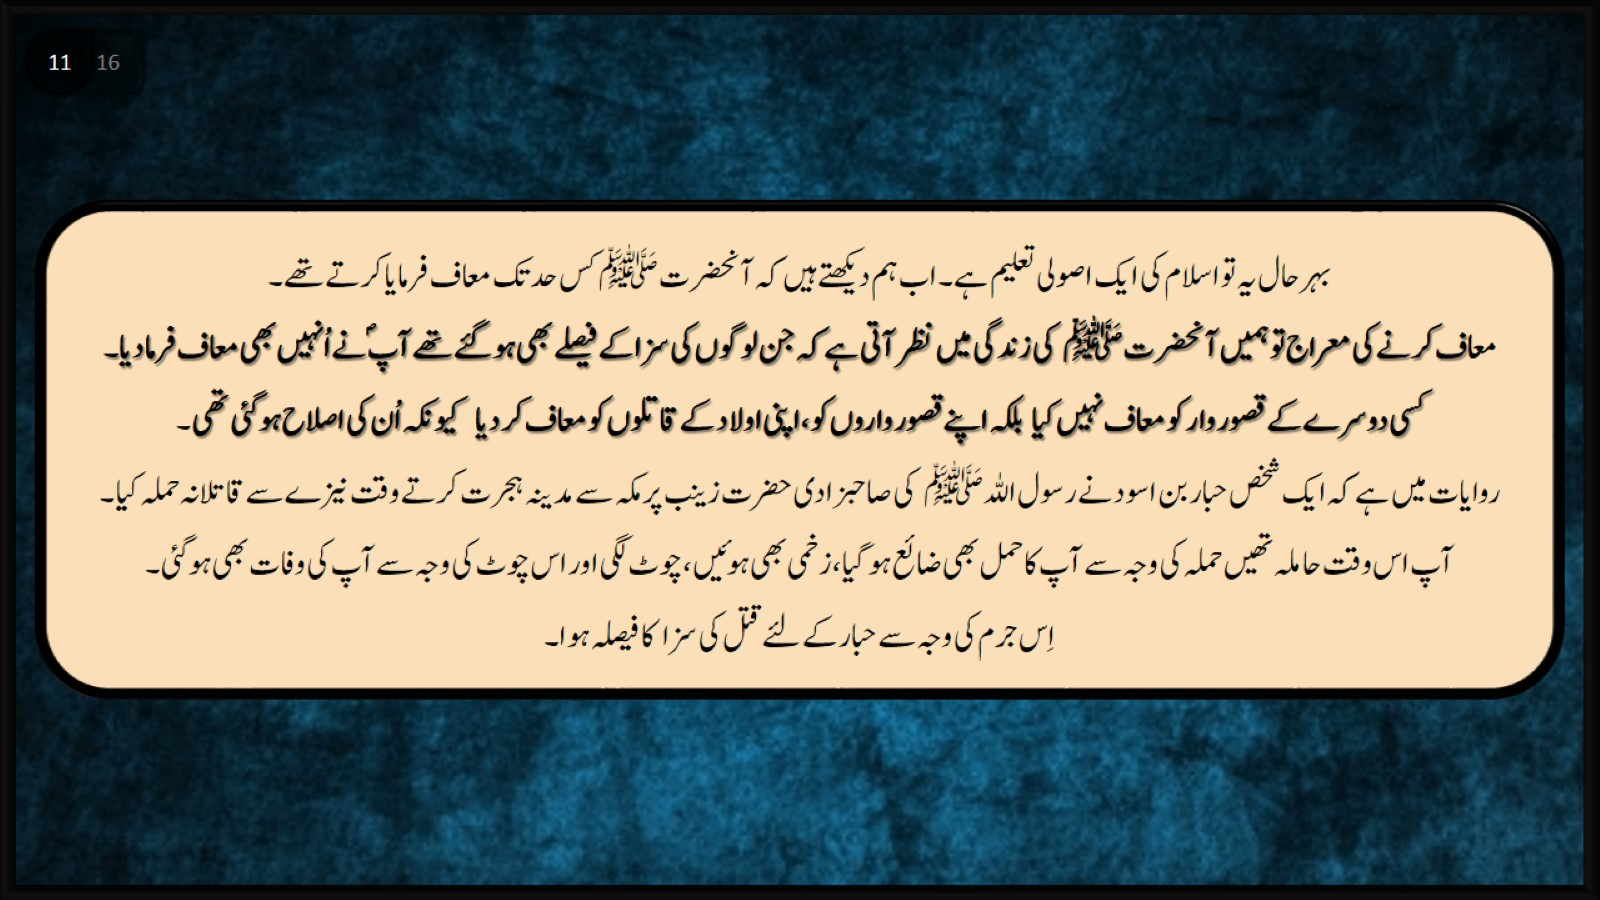 11 16
بہر حال یہ تو اسلام کی ایک اصولی تعلیم ہے۔ اب ہم دیکھتے ہیں کہ آنحضرت ﷺ کس حد تک معاف فرمایا کرتے تھے۔
معاف کرنے کی معراج تو ہمیں آنحضرت ﷺ کی زندگی میں نظر آتی ہے کہ جن لوگوں کی سزا کے فیصلے بھی ہو گئے تھے آپؐ نے اُنہیں بھی معاف فرما دیا۔
کسی دوسرے کے قصور وار کو معاف نہیں کیا بلکہ اپنے قصور واروں کو، اپنی اولاد کے قاتلوں کو معاف کر دیا کیونکہ اُن کی اصلاح ہو گئی تھی۔
روایات میں ہے کہ ایک شخص حبار بن اسود نے رسول اللہ ﷺ کی صاحبزادی حضرت زینب پر مکہ سے مدینہ ہجرت کرتے وقت نیزے سے قاتلانہ حملہ کیا۔
آپ اس وقت حاملہ تھیں حملہ کی وجہ سے آپ کا حمل بھی ضائع ہو گیا، زخمی بھی ہوئیں، چوٹ لگی اور اس چوٹ کی وجہ سے آپ کی وفات بھی ہو گئی۔
اِس جرم کی وجہ سے حبار کے لئے قتل کی سزا کا فیصلہ ہوا۔